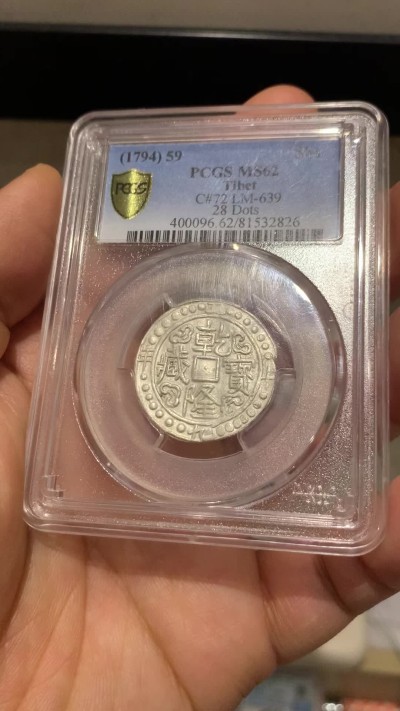 (1794) 59
PCGS MS62
Tibet
C#72 LM-639
28 Dots
400096.62/81532826
PCGS
乾隆寶藏